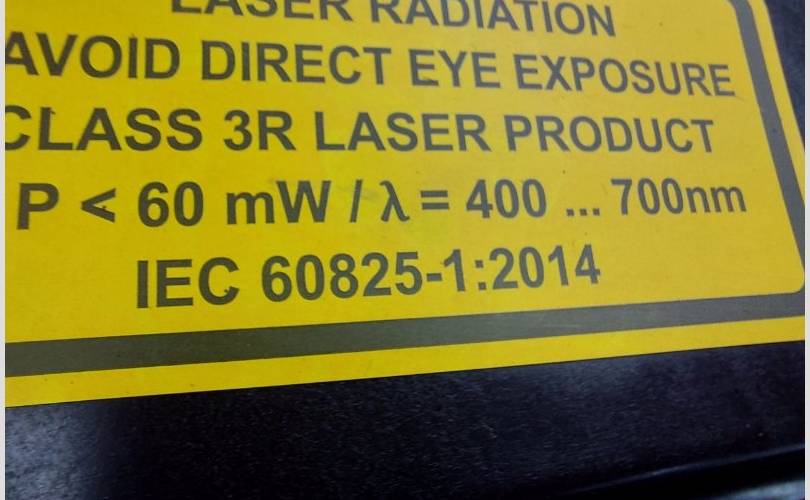 LASER RADIATION
AVOID DIRECT EYE EXPOSURE
CLASS 3R LASER PRODUCT
P < 60 mW / λ = 400 ... 700nm
IEC 60825-1:2014